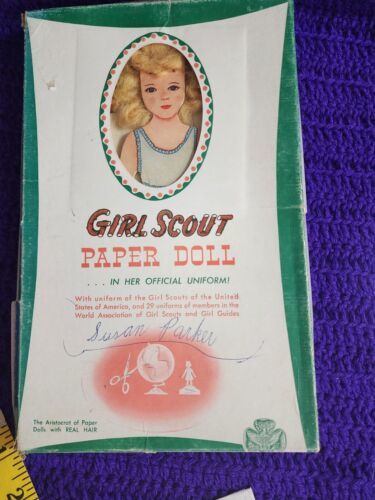 GIRL SCOUT
PAPER DOLL
. . . IN HER OFFICIAL UNIFORM!
With uniform of the Girl Scouts of the United
States of America, and 29 uniforms of members in the
World Association of Girl Scouts and Girl Guides
Susan Parker
The Aristocrat of Paper
Dolls with REAL HAIR
2